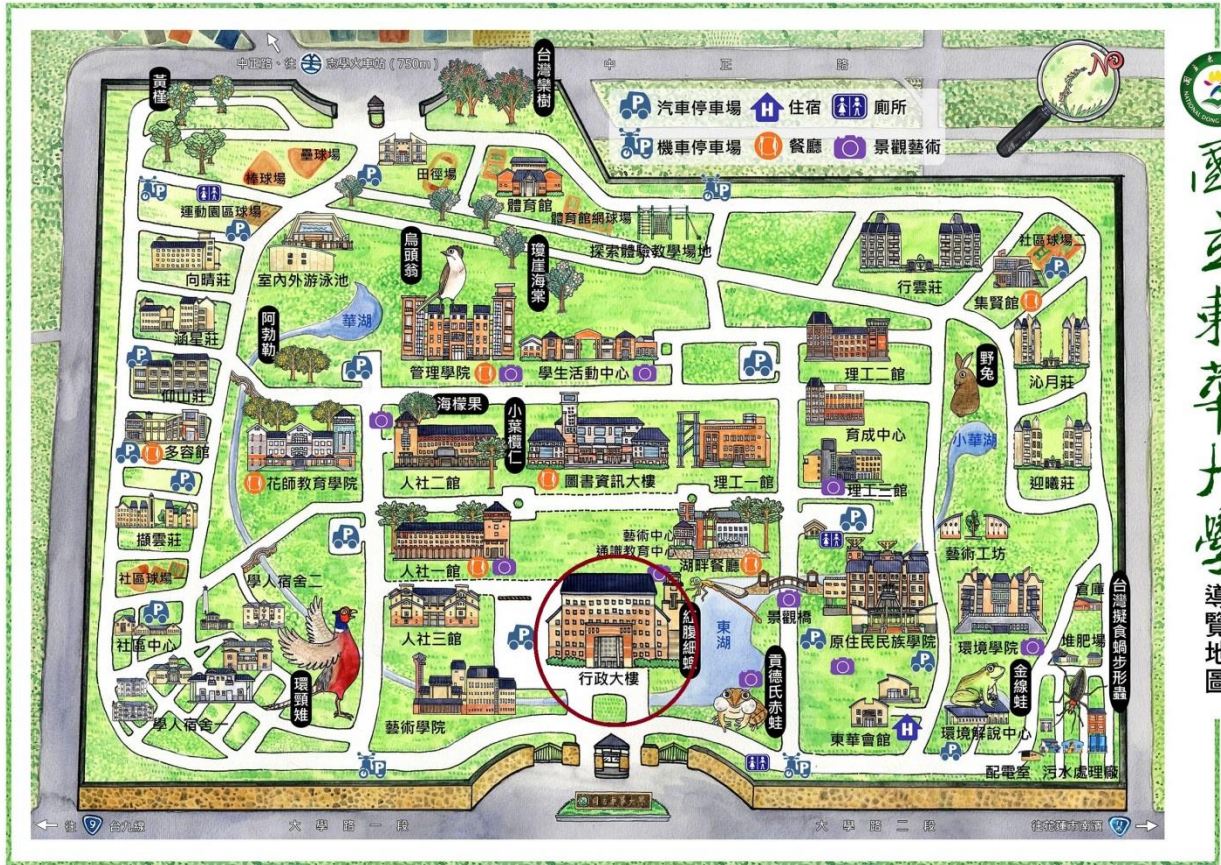 中正路、往 志學火車站(750m)
中正路
汽車停車場
住宿
廁所
機車停車場
餐廳
景觀藝術
N
國立東華大學
導覽地圖
黃槿
台灣欒樹
壘球場
棒球場
田徑場
體育館
運動園區球場
體育館網球場
探索體驗教學場地
社區球場二
向晴莊
室內外游泳池
烏頭翁
瓊崖海棠
行雲莊
集賢館
涵星莊
華湖
阿勃勒
管理學院
學生活動中心
理工二館
野兔
沁月莊
仰山莊
海檬果
小葉欖仁
育成中心
小華湖
多容館
花師教育學院
人社二館
圖書資訊大樓
理工一館
理工三館
迎曦莊
擷雲莊
藝術中心
通識教育中心
藝術工坊
人社一館
湖畔餐廳
社區球場
學人宿舍二
倉庫
台灣擬食蝸步形蟲
景觀橋
社區中心
人社三館
紅腹細蟌
東湖
原住民民族學院
環境學院
堆肥場
環頸雉
行政大樓
貢德氏赤蛙
金線蛙
學人宿舍一
藝術學院
東華會館
環境解說中心
配電室
污水處理廠
國立東華大學
往 9 台九線
大學路一段
大學路二段
往花蓮市南濱